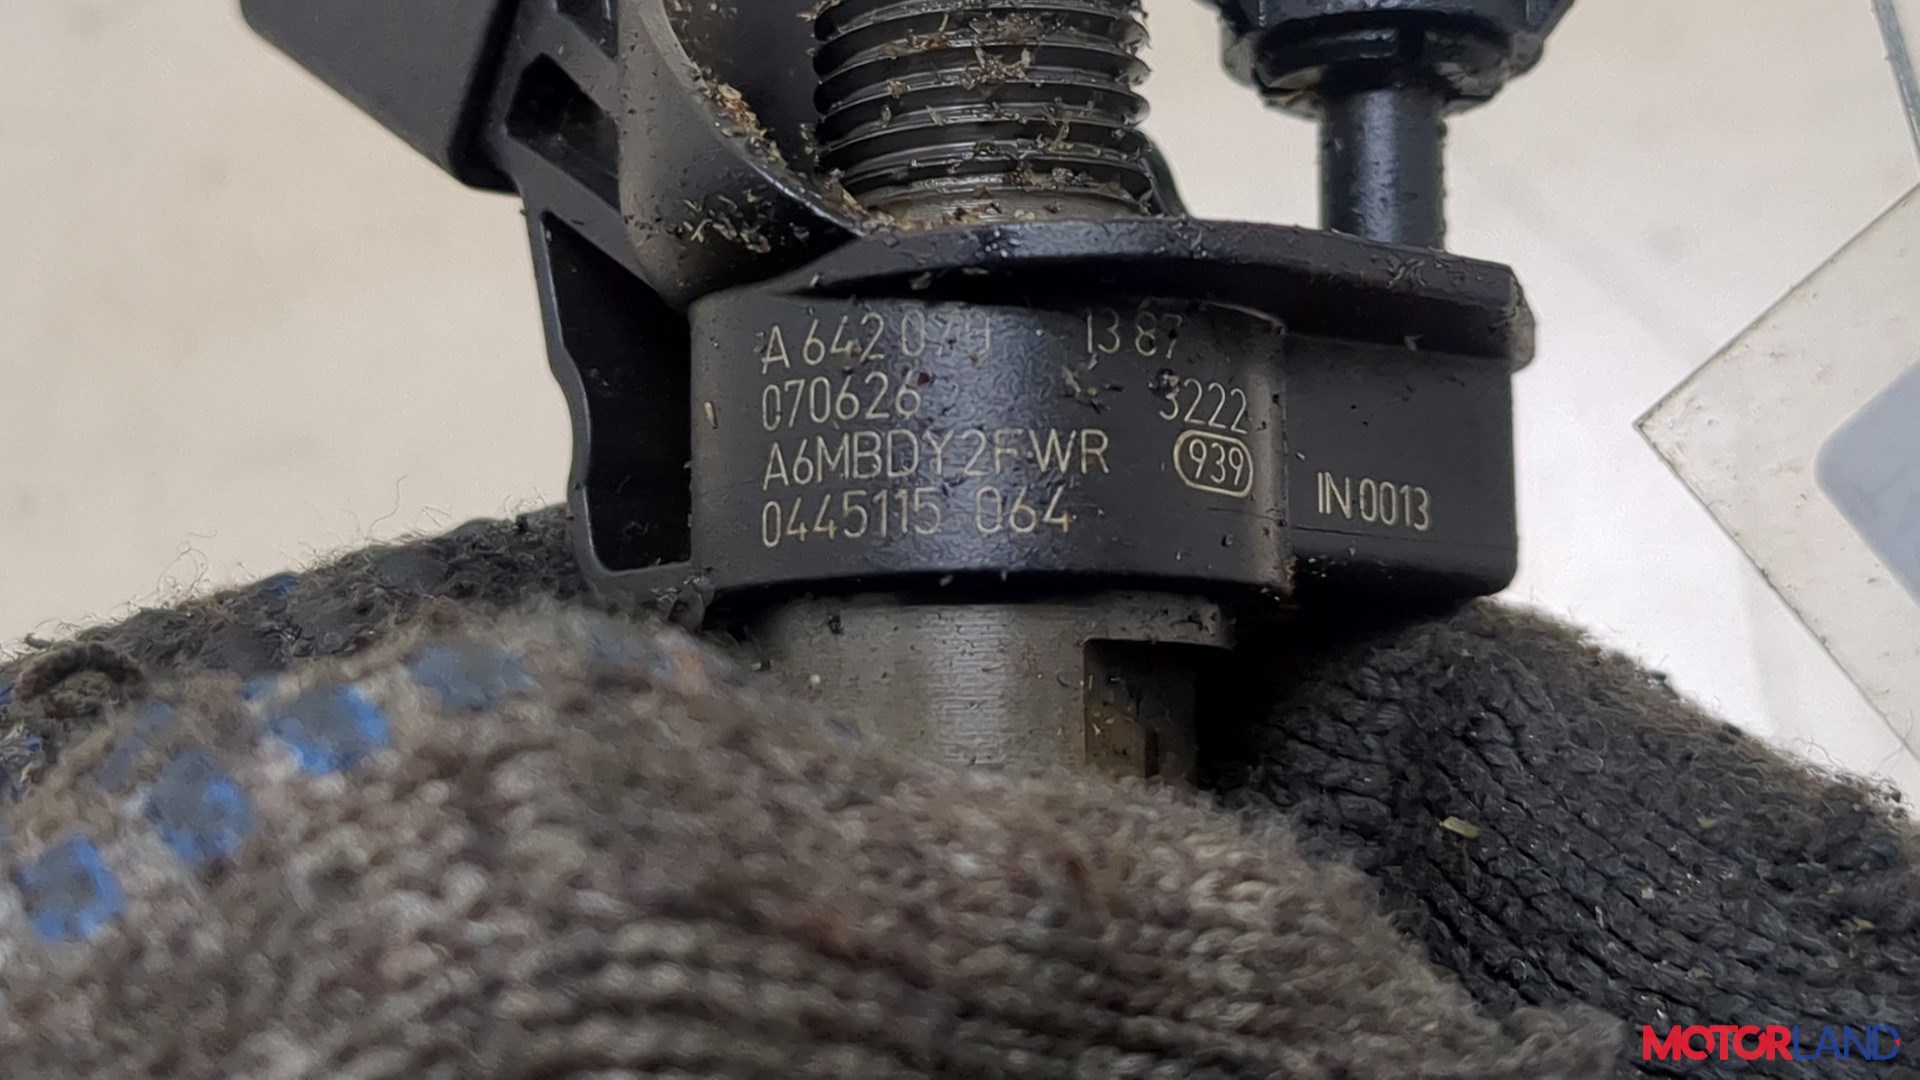 A 642 070 13 87
070626 3222
A6MBDY2FWR 939
0445115 064
IN0013
MOTORLAND